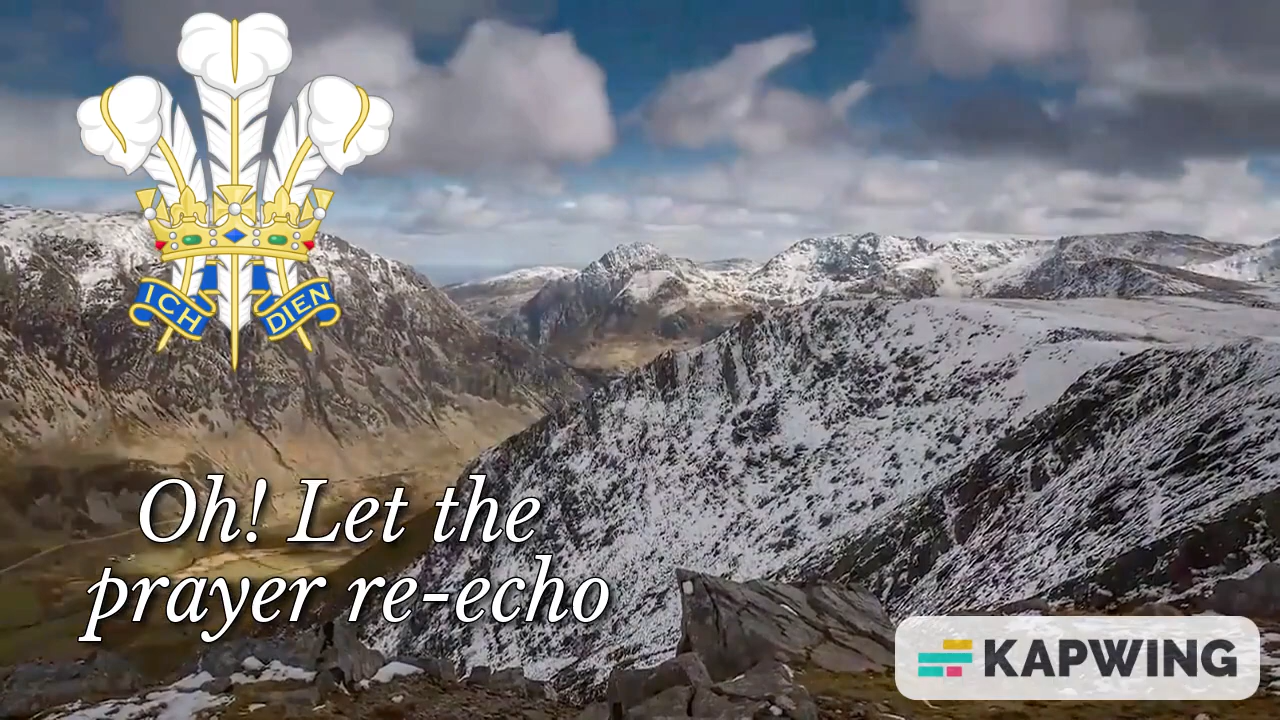 ICH DIEN
Oh! Let the
prayer re-echo
KAPWING